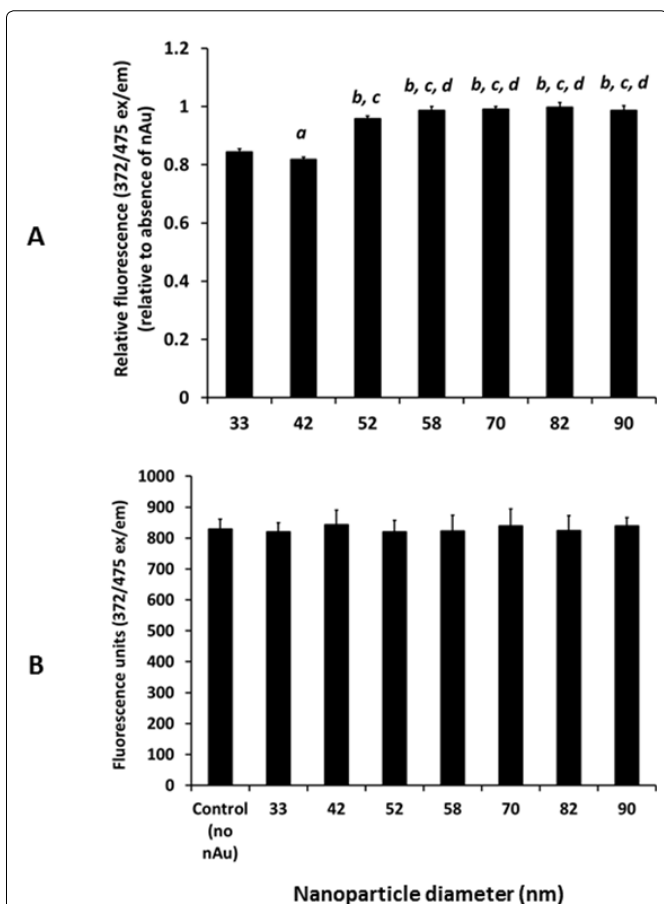 A
Relative fluorescence (372/475 ex/em)
(relative to absence of nAu)
1.2
1
0.8
0.6
0.4
0.2
0
a
b, c
b, c, d
b, c, d
b, c, d
b, c, d
33 42 52 58 70 82 90
B
Fluorescence units (372/475 ex/em)
1000
900
800
700
600
500
400
300
200
100
0
Control 33 42 52 58 70 82 90
(no
nAu)
Nanoparticle diameter (nm)